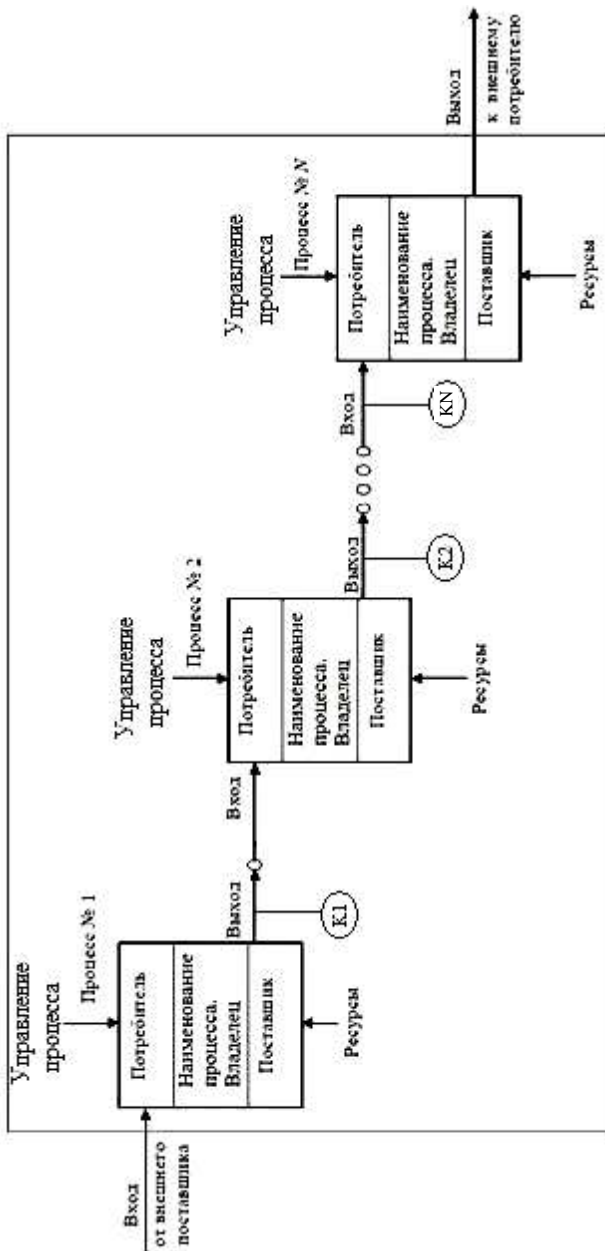 Вход
от внешнего
поставщика
Управление
процесса
Процесс № 1
Потребитель
Наименование
процесса.
Владелец
Поставщик
Ресурсы
Выход
К1
Вход
Управление
процесса
Процесс № 2
Потребитель
Наименование
процесса.
Владелец
Поставщик
Ресурсы
Выход
К2
Вход
KN
Управление
процесса
Процесс № N
Потребитель
Наименование
процесса.
Владелец
Поставщик
Ресурсы
Выход
к внешнему
потребителю